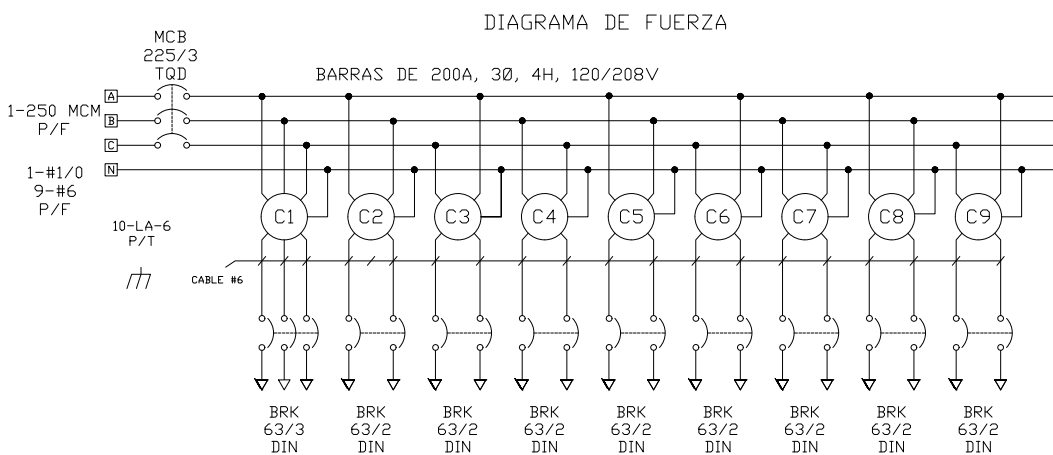 DIAGRAMA DE FUERZA
MCB
225/3
TQD
BARRAS DE 200A, 3Ø, 4H, 120/208V
A
1-250 MCM
P/F
B
C
N
1-#1/0
9-#6
P/F
10-LA-6
P/T
CABLE #6
C1 C2 C3 C4 C5 C6 C7 C8 C9
BRK BRK BRK BRK BRK BRK BRK BRK BRK
63/3 63/2 63/2 63/2 63/2 63/2 63/2 63/2 63/2
DIN DIN DIN DIN DIN DIN DIN DIN DIN